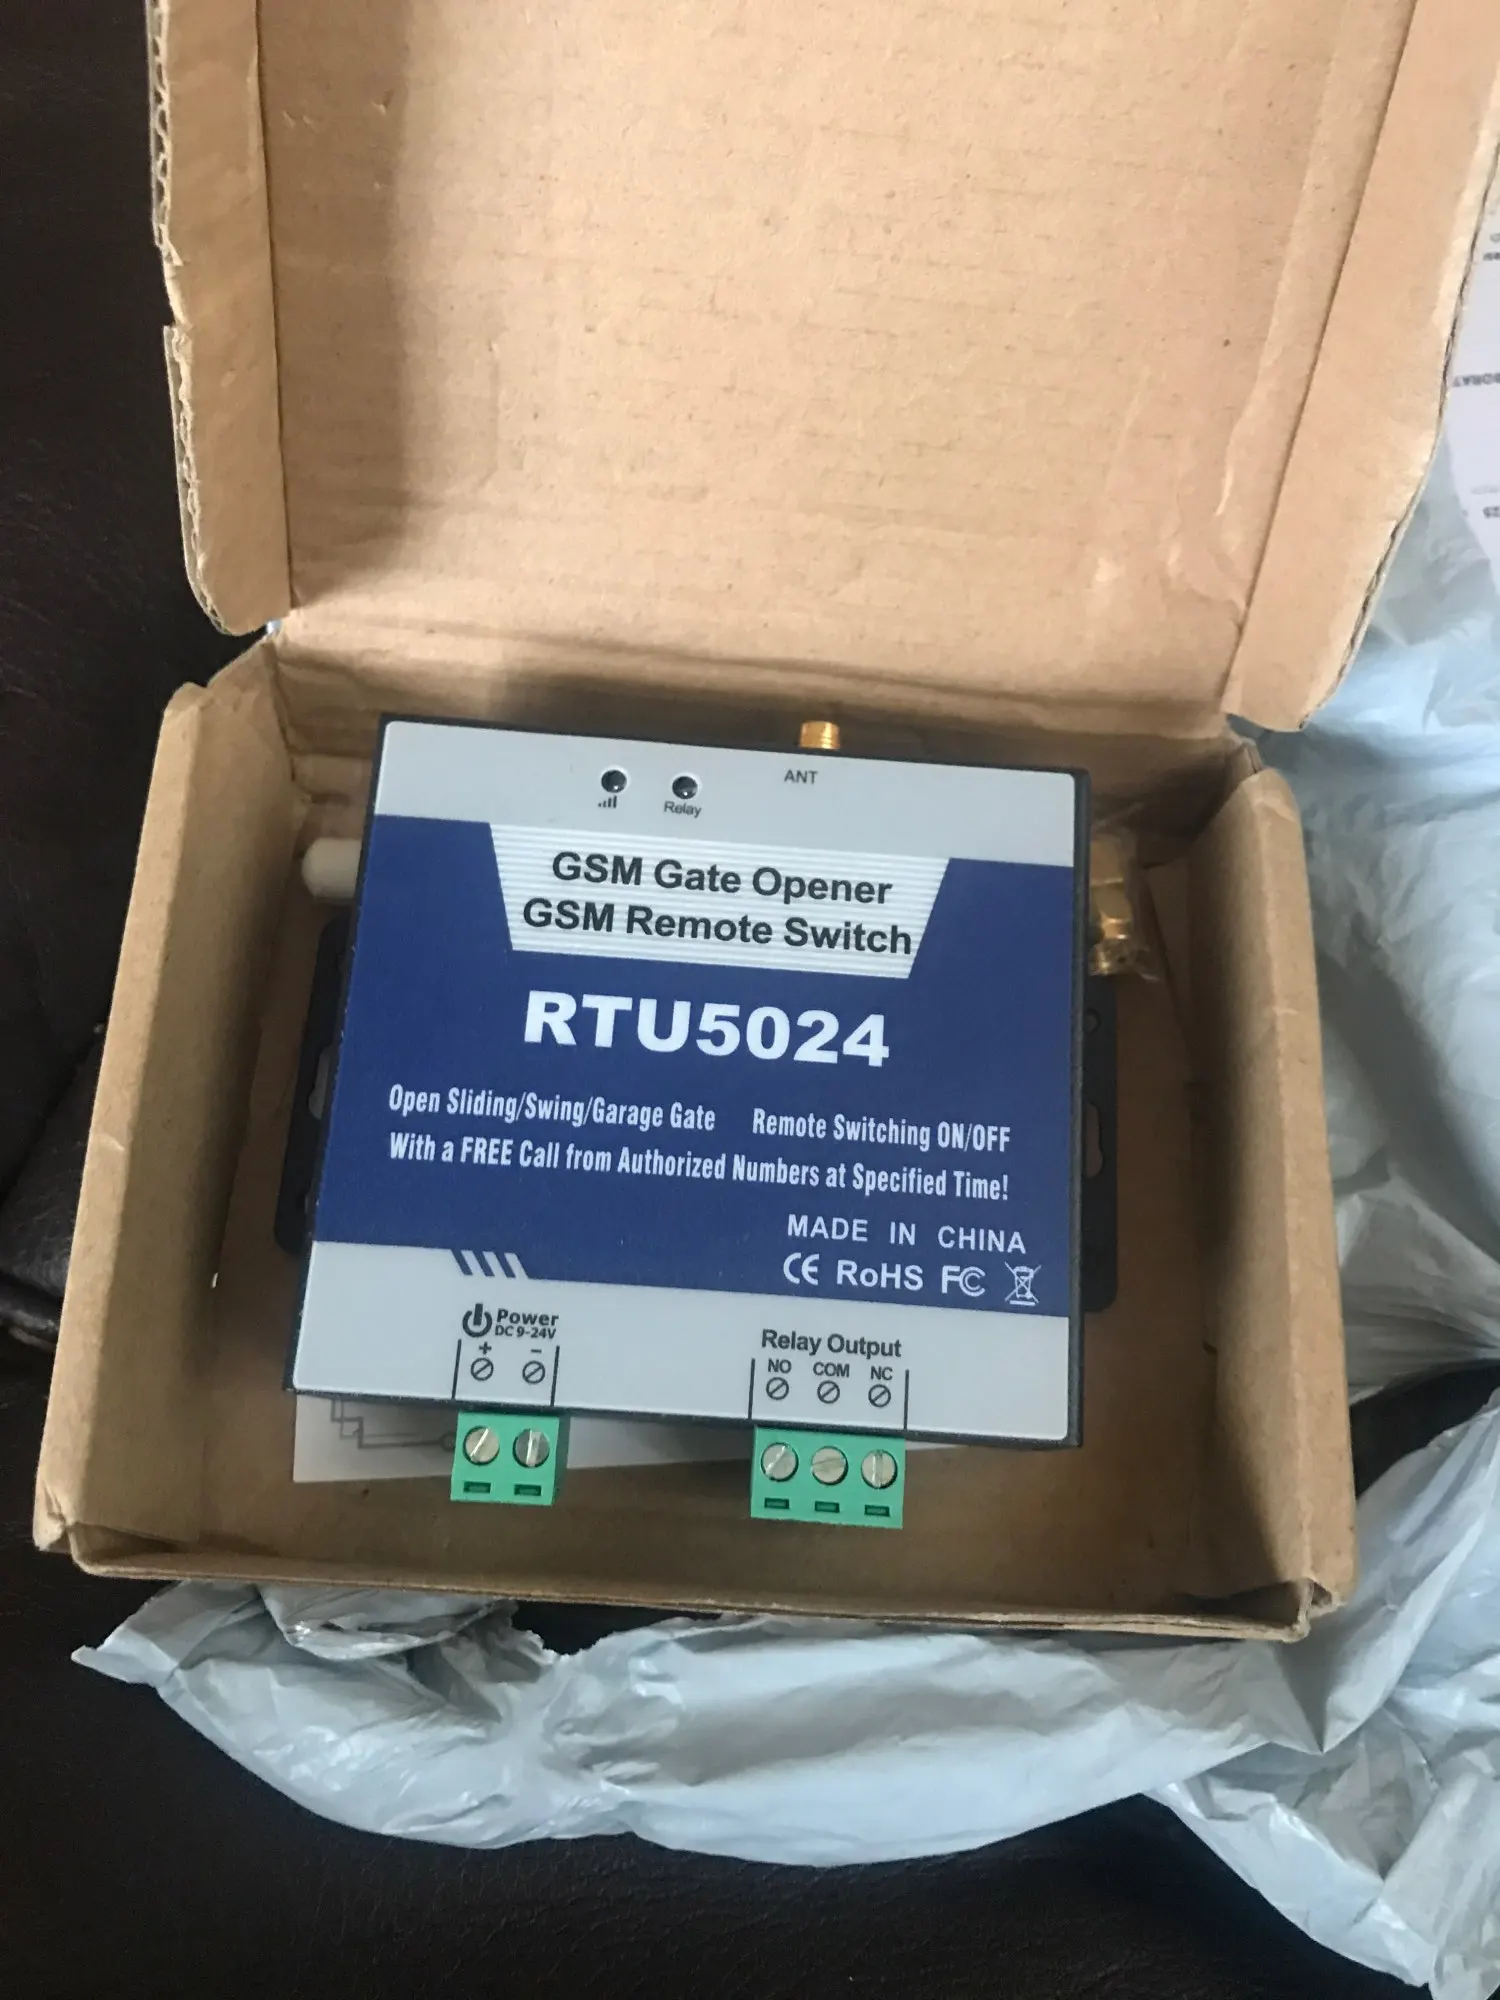 ANT
Relay
GSM Gate Opener
GSM Remote Switch
RTU5024
Open Sliding/Swing/Garage Gate Remote Switching ON/OFF
With a FREE Call from Authorized Numbers at Specified Time!
MADE IN CHINA
CE RoHS FC
Power
DC 9-24V
+ -
Relay Output
NO COM NC